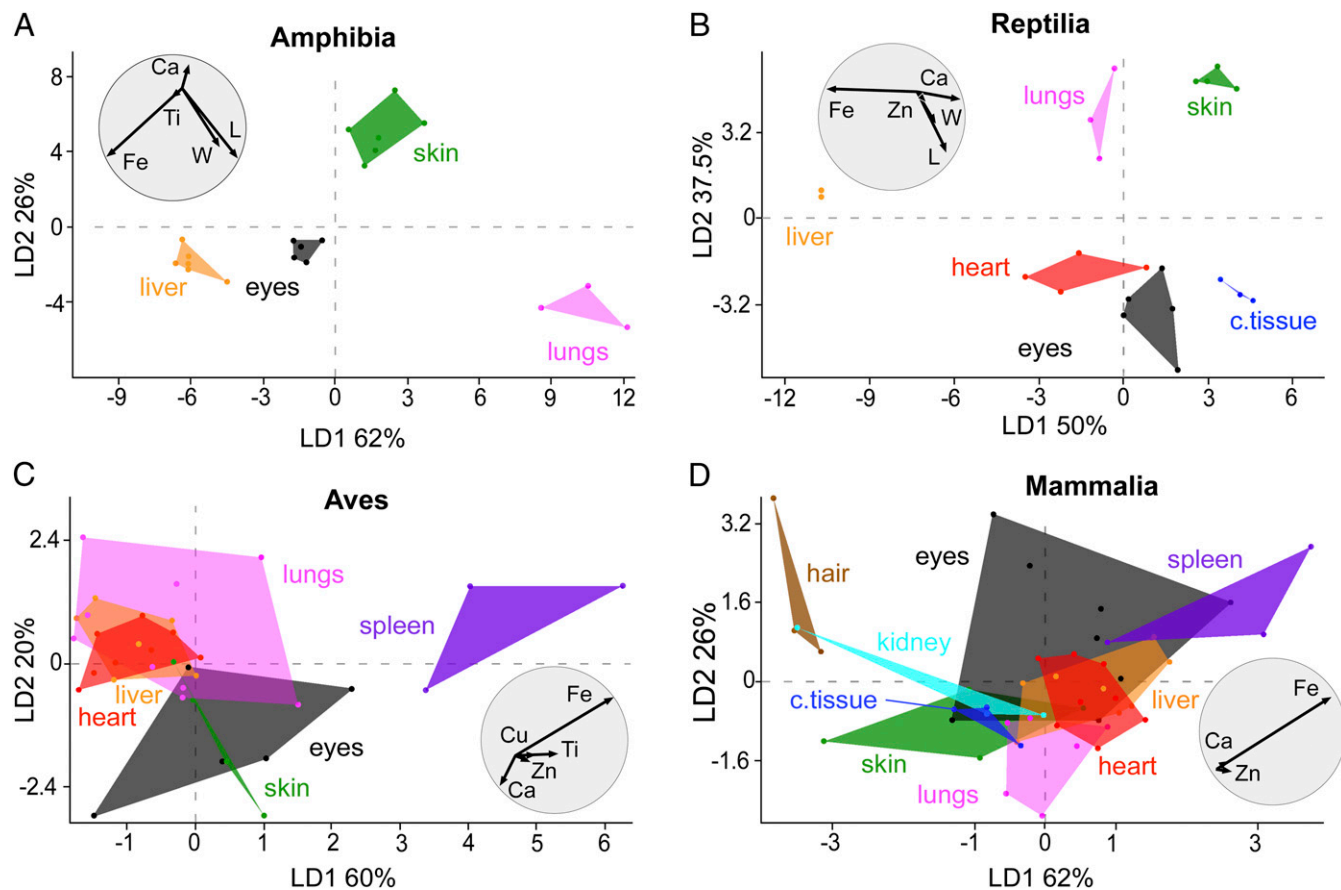 A
Amphibia
LD2 26%
8
4
0
-4
Ca
Ti
Fe
W
L
skin
liver
eyes
lungs
-9
-6
-3
0
3
6
9
12
LD1 62%
B
Reptilia
LD2 37.5%
3.2
0
-3.2
Fe
Zn
Ca
W
L
lungs
skin
liver
heart
eyes
c.tissue
-12
-9
-6
-3
0
3
6
LD1 50%
C
Aves
LD2 20%
2.4
0
-2.4
lungs
spleen
liver
heart
eyes
skin
Fe
Cu
Ti
Zn
Ca
-1
0
1
2
3
4
5
6
LD1 60%
D
Mammalia
LD2 26%
3.2
1.6
0
-1.6
eyes
hair
spleen
kidney
c.tissue
liver
skin
heart
lungs
Fe
Ca
Zn
-3
1
1
3
LD1 62%